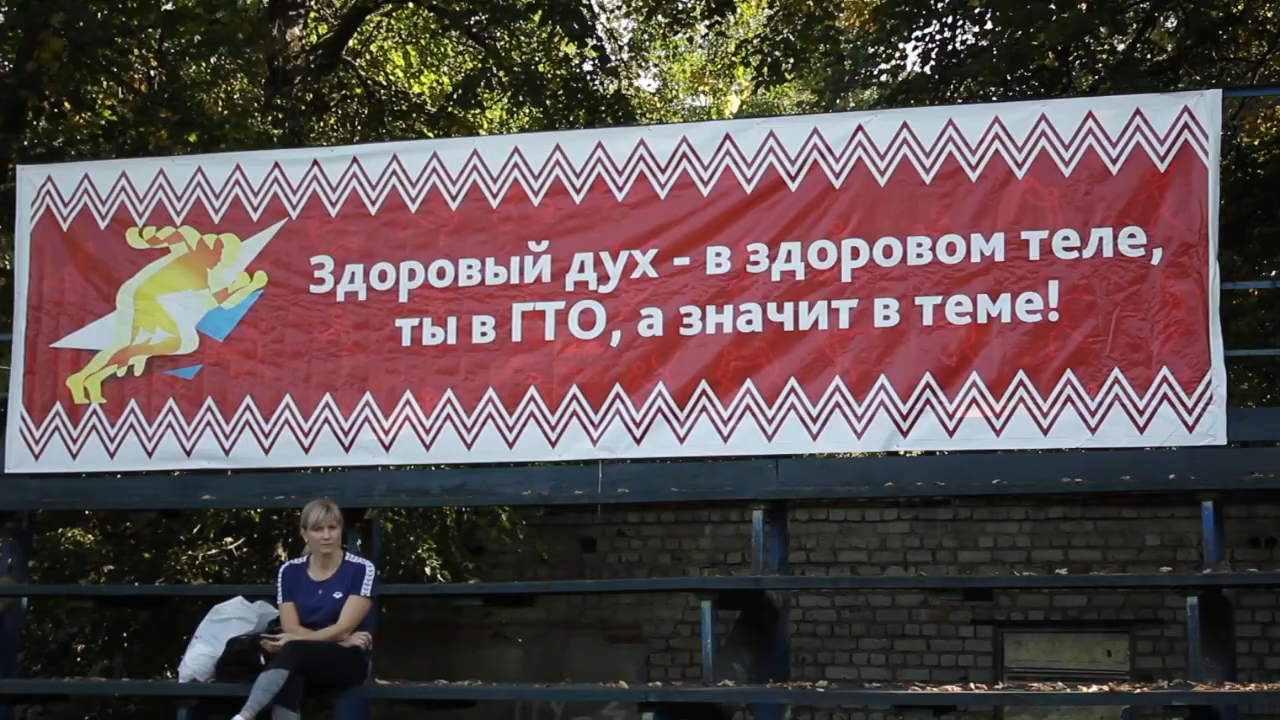 Здоровый дух - в здоровом теле,
ты в ГТО, а значит в теме!